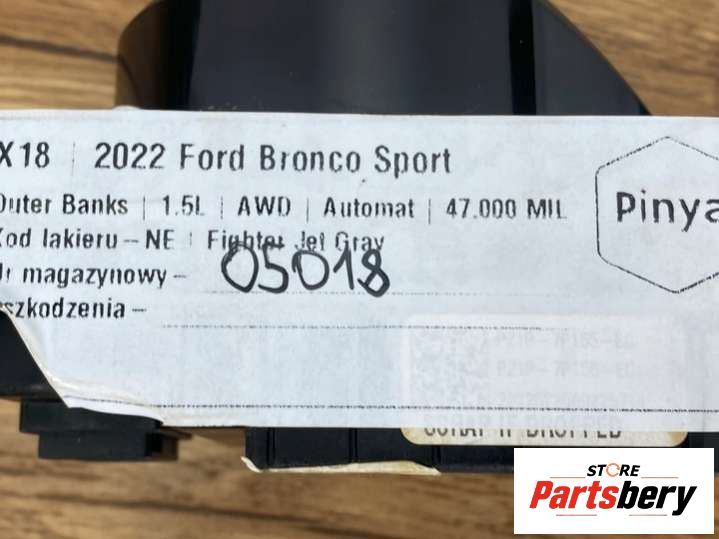 X18 | 2022 Ford Bronco Sport
Outer Banks | 1.5L | AWD | Automat | 47.000 MIL
Kod lakieru – NE | Fighter Jet Gray
magazynowy – 05018
szkodzenia –
Pinya
STORE
Partsbery